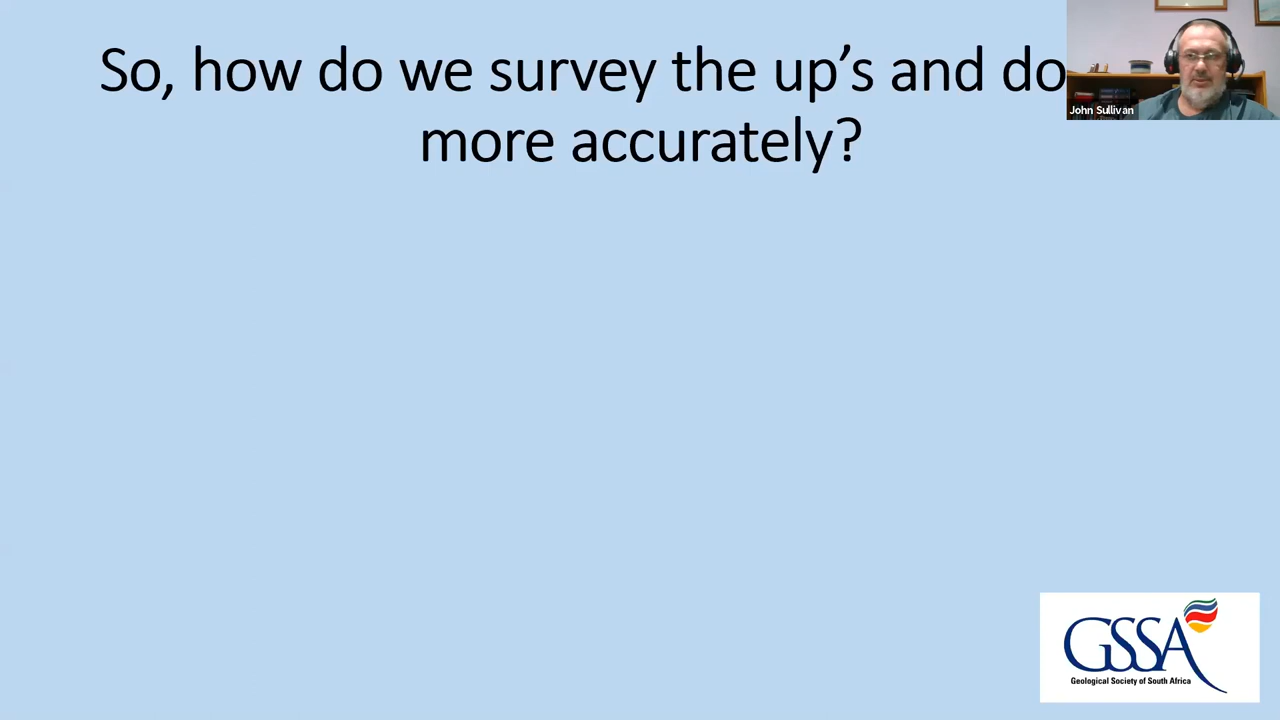 So, how do we survey the up’s and do
more accurately?
John Sullivan
GSSA
Geological Society of South Africa